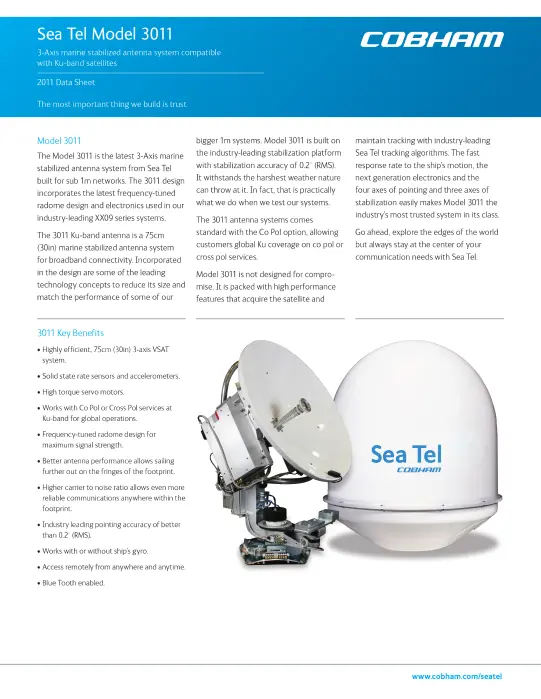 Sea Tel Model 3011
3-Axis marine stabilized antenna system compatible
with Ku-band satellites
2011 Data Sheet
The most important thing we build is trust
COBHAM
Model 3011
The Model 3011 is the latest 3-Axis marine
stabilized antenna system from Sea Tel
built for sub 1m networks. The 3011 design
incorporates the latest frequency-tuned
radome design and electronics used in our
industry-leading XX09 series systems.
The 3011 Ku-band antenna is a 75cm
(30in) marine stabilized antenna system
for broadband connectivity. Incorporated
in the design are some of the leading
technology concepts to reduce its size and
match the performance of some of our
bigger 1m systems. Model 3011 is built on
the industry-leading stabilization platform
with stabilization accuracy of 0.2˚ (RMS).
It withstands the harshest weather nature
can throw at it. In fact, that is practically
what we do when we test our systems.
The 3011 antenna systems comes
standard with the Co Pol option, allowing
customers global Ku coverage on co pol or
cross pol services.
Model 3011 is not designed for compro-
mise. It is packed with high performance
features that acquire the satellite and
maintain tracking with industry-leading
Sea Tel tracking algorithms. The fast
response rate to the ship's motion, the
next generation electronics and the
four axes of pointing and three axes of
stabilization easily makes Model 3011 the
industry's most trusted system in its class.
Go ahead, explore the edges of the world
but always stay at the center of your
communication needs with Sea Tel.
3011 Key Benefits
• Highly efficient, 75cm (30in) 3-axis VSAT
system.
• Solid state rate sensors and accelerometers.
• High torque servo motors.
• Works with Co Pol or Cross Pol services at
Ku-band for global operations.
• Frequency-tuned radome design for
maximum signal strength.
• Better antenna performance allows sailing
further out on the fringes of the footprint.
• Higher carrier to noise ratio allows even more
reliable communications anywhere within the
footprint.
• Industry leading pointing accuracy of better
than 0.2˚ (RMS).
• Works with or without ship's gyro.
• Access remotely from anywhere and anytime.
• Blue Tooth enabled.
Sea Tel
COBHAM
www.cobham.com/seatel